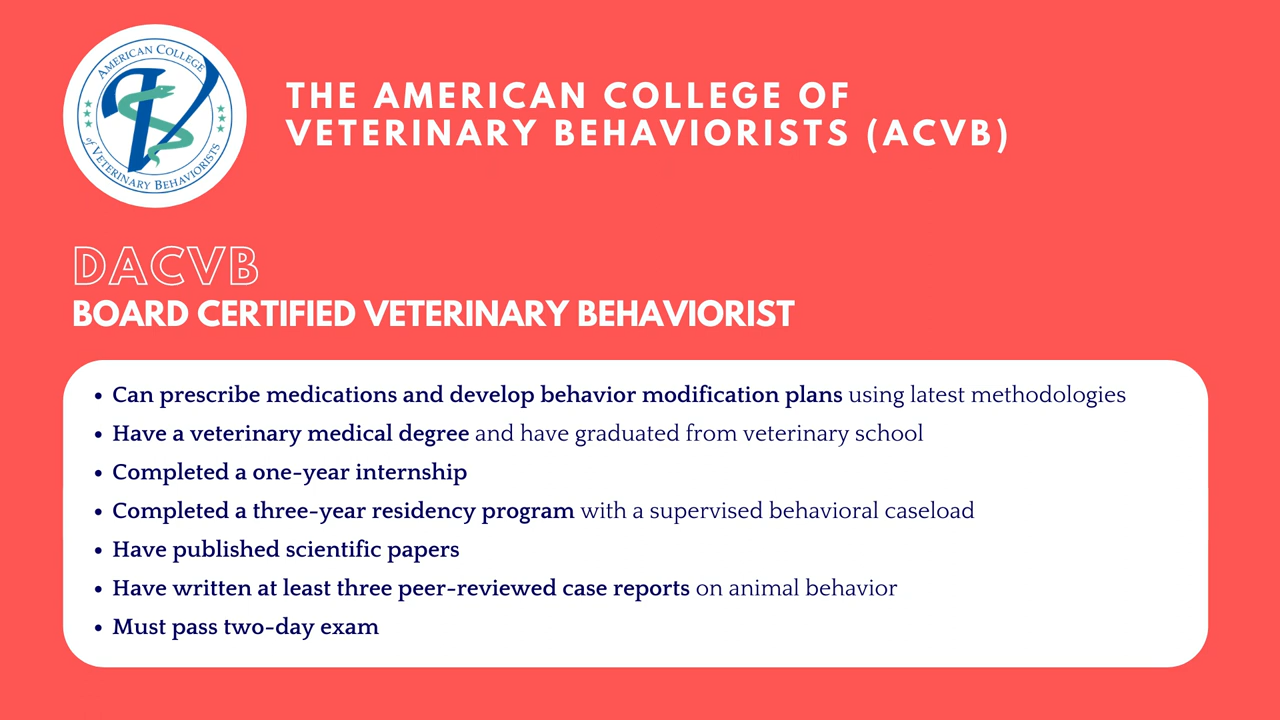 AMERICAN COLLEGE
of VETERINARY BEHAVIORISTS
THE AMERICAN COLLEGE OF
VETERINARY BEHAVIORISTS (ACVB)
DACVB
BOARD CERTIFIED VETERINARY BEHAVIORIST
• Can prescribe medications and develop behavior modification plans using latest methodologies
• Have a veterinary medical degree and have graduated from veterinary school
• Completed a one-year internship
• Completed a three-year residency program with a supervised behavioral caseload
• Have published scientific papers
• Have written at least three peer-reviewed case reports on animal behavior
• Must pass two-day exam